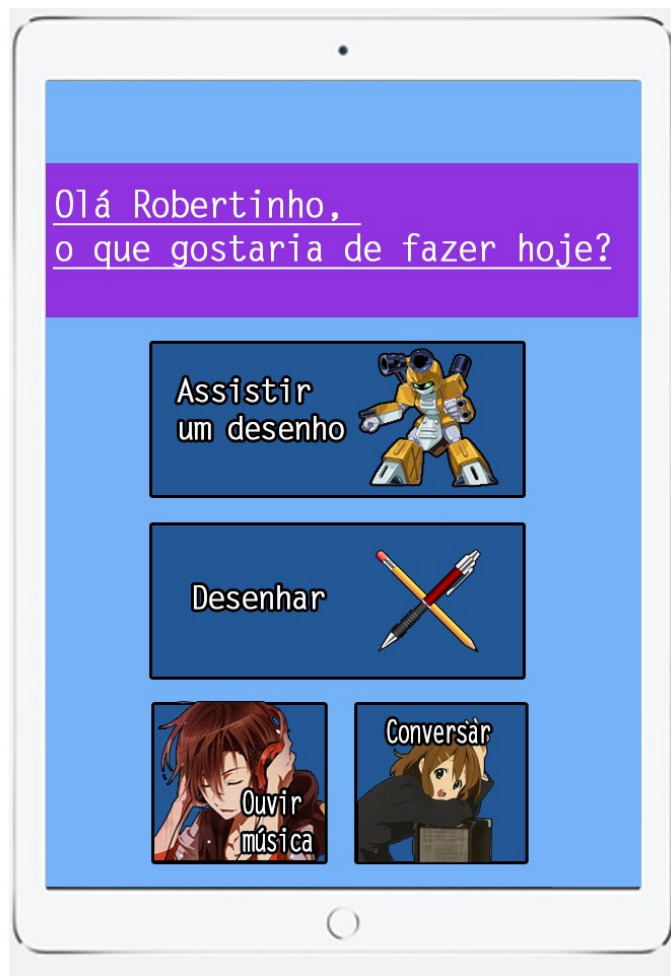 Olá Robertinho,
o que gostaria de fazer hoje?
Assistir
um desenho
Desenhar
Ouvir
música
Conversar